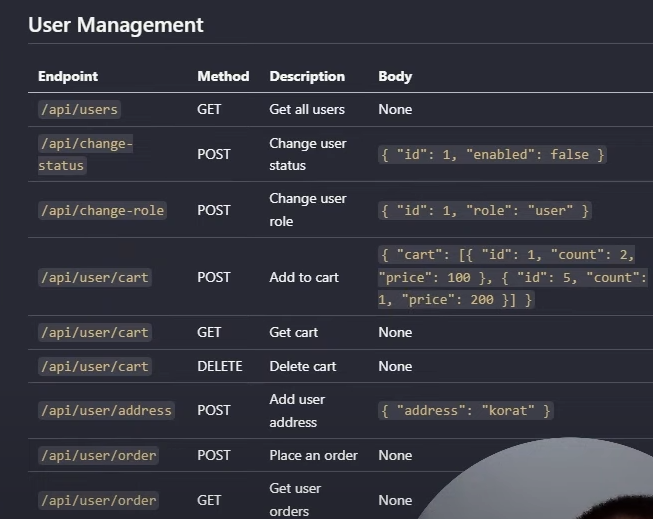 User Management
Endpoint Method Description Body
/api/users GET Get all users None
/api/change-
status POST Change user
status { "id": 1, "enabled": false }
/api/change-role POST Change user
role { "id": 1, "role": "user" }
/api/user/cart POST Add to cart { "cart": [{ "id": 1, "count": 2,
"price": 100 }, { "id": 5, "count":
1, "price": 200 }] }
/api/user/cart GET Get cart None
/api/user/cart DELETE Delete cart None
/api/user/address POST Add user
address { "address": "korat" }
/api/user/order POST Place an order None
/api/user/order GET Get user
orders None